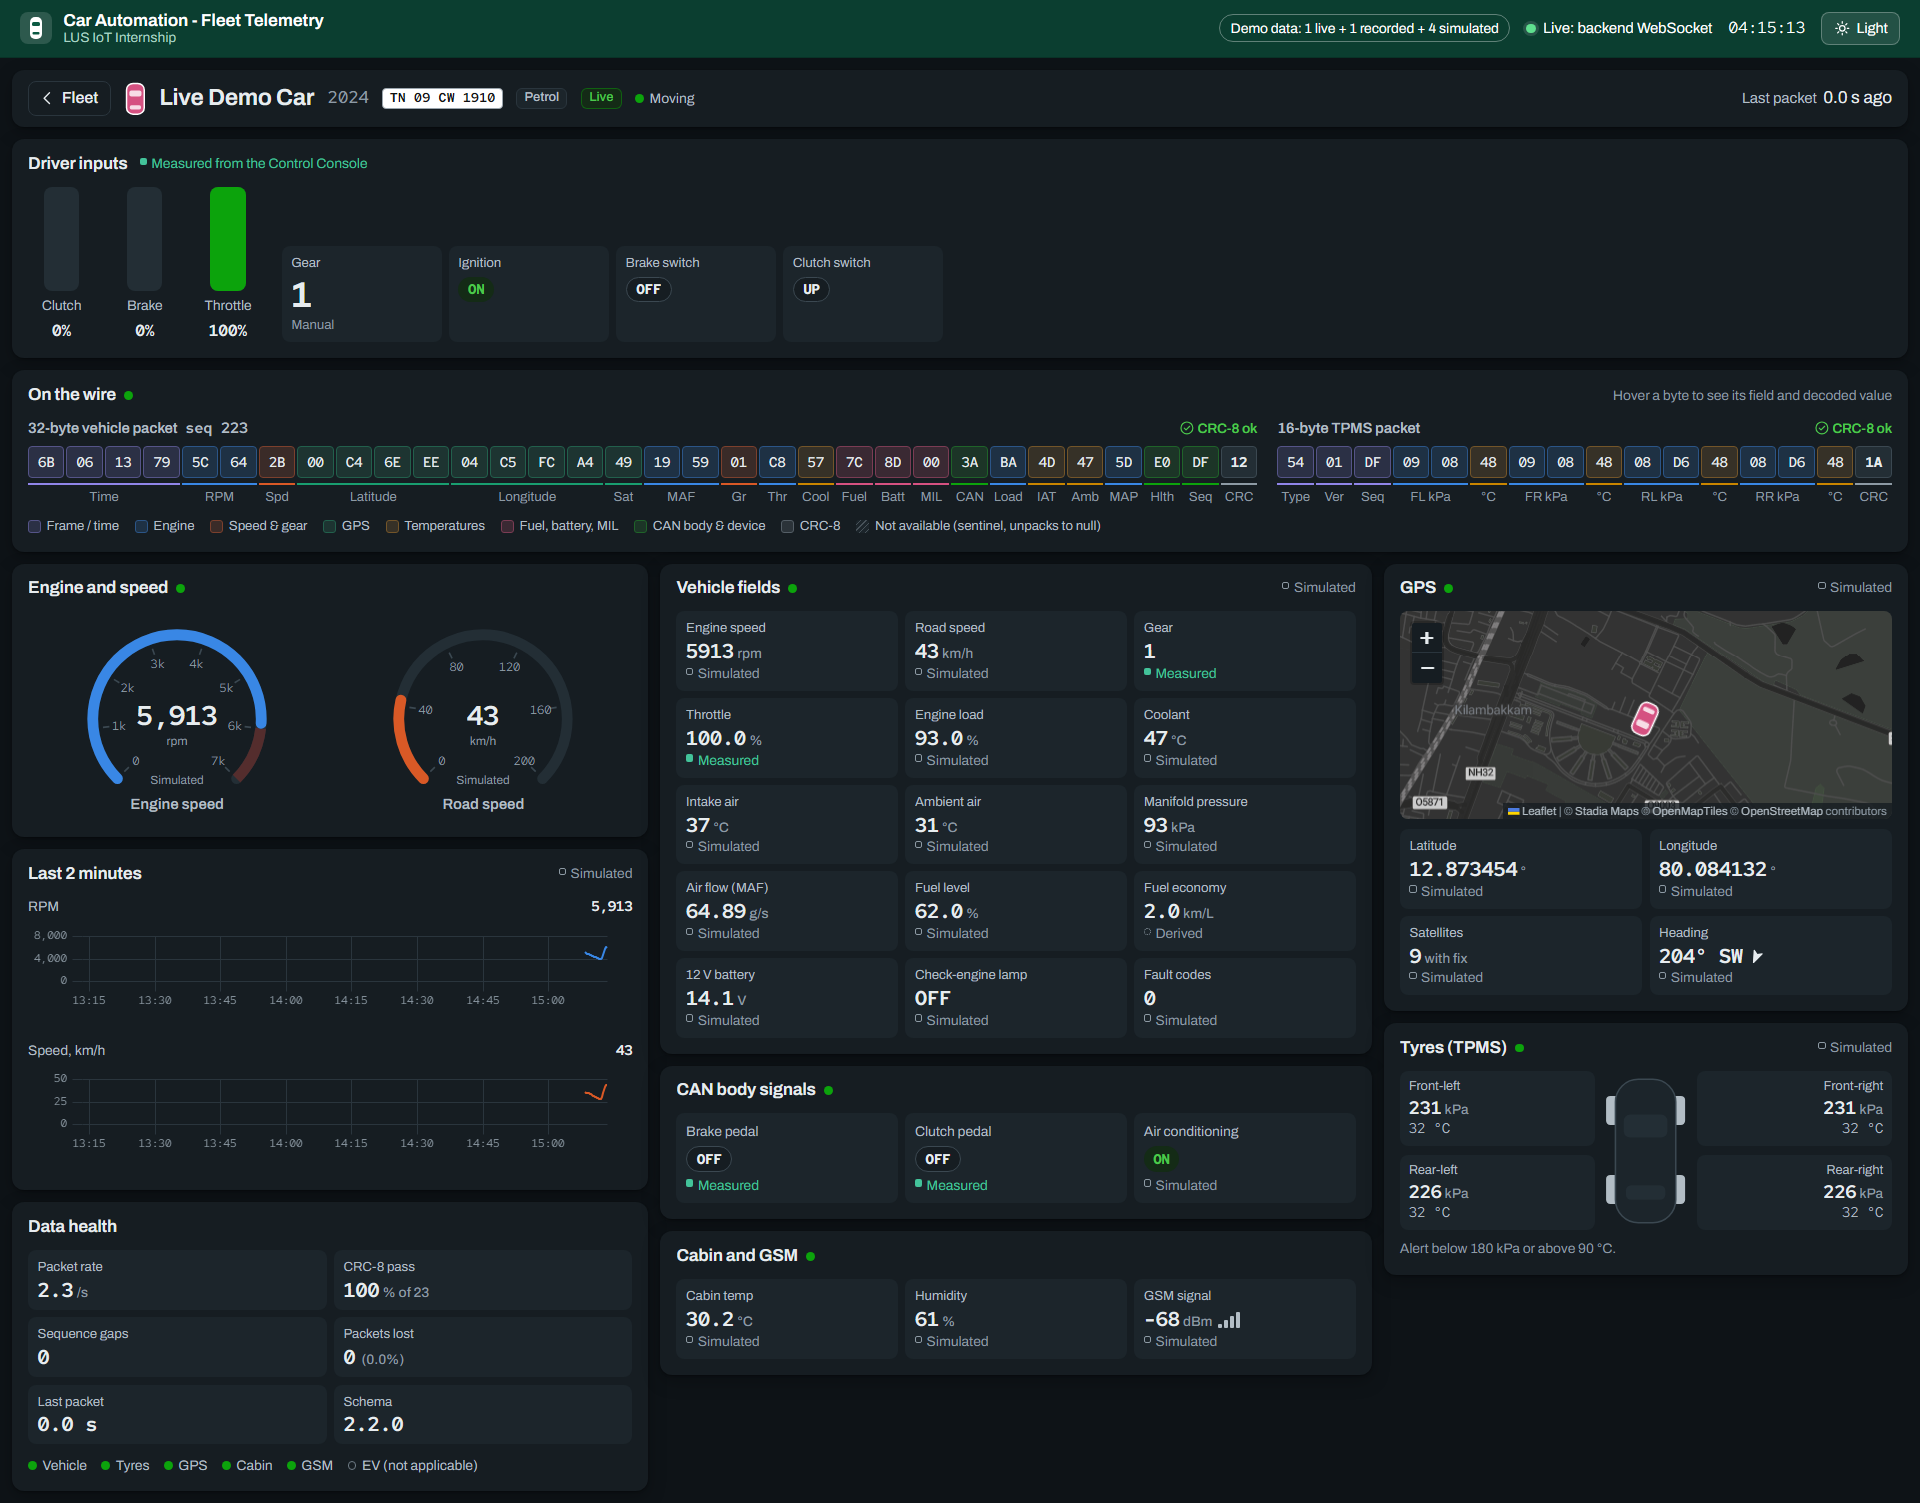 Car Automation - Fleet Telemetry
LUS IoT Internship
Demo data: 1 live + 1 recorded + 4 simulated
Live: backend WebSocket
04:15:13
Light
Fleet
Live Demo Car
2024
TN 09 CW 1910
Petrol
Live
Moving
Last packet 0.0 s ago
Driver inputs
Measured from the Control Console
Clutch
0%
Brake
0%
Throttle
100%
Gear
1
Manual
Ignition
ON
Brake switch
OFF
Clutch switch
UP
On the wire
Hover a byte to see its field and decoded value
32-byte vehicle packet seq 223
CRC-8 ok
6B 06 13 79 5C 64 2B 00 C4 6E EE 04 C5 FC A4 49 19 59 01 C8 57 7C 8D 00 3A BA 4D 47 5D E0 DF 12
Time RPM Spd Latitude Longitude Sat MAF Gr Thr Cool Fuel Batt MIL CAN Load IAT Amb MAP Hlth Seq CRC
16-byte TPMS packet
CRC-8 ok
54 01 DF 09 08 48 09 08 48 08 D6 48 08 D6 48 1A
Type Ver Seq FL kPa °C FR kPa °C RL kPa °C RR kPa °C CRC
Frame / time
Engine
Speed & gear
GPS
Temperatures
Fuel, battery, MIL
CAN body & device
CRC-8
Not available (sentinel, unpacks to null)
Engine and speed
0 1k 2k 3k 4k 5k 6k 7k
5,913
rpm
Simulated
Engine speed
0 40 80 120 160 200
43
km/h
Simulated
Road speed
Last 2 minutes
Simulated
RPM
5,913
8,000
4,000
0
13:15 13:30 13:45 14:00 14:15 14:30 14:45 15:00
Speed, km/h
43
50
25
0
13:15 13:30 13:45 14:00 14:15 14:30 14:45 15:00
Data health
Packet rate
2.3 /s
CRC-8 pass
100 % of 23
Sequence gaps
0
Packets lost
0 (0.0%)
Last packet
0.0 s
Schema
2.2.0
Vehicle
Tyres
GPS
Cabin
GSM
EV (not applicable)
Vehicle fields
Simulated
Engine speed
5913 rpm
Simulated
Road speed
43 km/h
Simulated
Gear
1
Measured
Throttle
100.0 %
Measured
Engine load
93.0 %
Simulated
Coolant
47 °C
Simulated
Intake air
37 °C
Simulated
Ambient air
31 °C
Simulated
Manifold pressure
93 kPa
Simulated
Air flow (MAF)
64.89 g/s
Simulated
Fuel level
62.0 %
Simulated
Fuel economy
2.0 km/L
Derived
12 V battery
14.1 V
Simulated
Check-engine lamp
OFF
Simulated
Fault codes
0
Simulated
CAN body signals
Brake pedal
OFF
Measured
Clutch pedal
OFF
Measured
Air conditioning
ON
Simulated
Cabin and GSM
Cabin temp
30.2 °C
Simulated
Humidity
61 %
Simulated
GSM signal
-68 dBm
Simulated
GPS
Simulated
+
−
Kilambakkam
NH32
O5871
Leaflet | © Stadia Maps © OpenMapTiles © OpenStreetMap contributors
Latitude
12.873454 °
Simulated
Longitude
80.084132 °
Simulated
Satellites
9 with fix
Simulated
Heading
204° SW
Simulated
Tyres (TPMS)
Simulated
Front-left
231 kPa
32 °C
Front-right
231 kPa
32 °C
Rear-left
226 kPa
32 °C
Rear-right
226 kPa
32 °C
Alert below 180 kPa or above 90 °C.